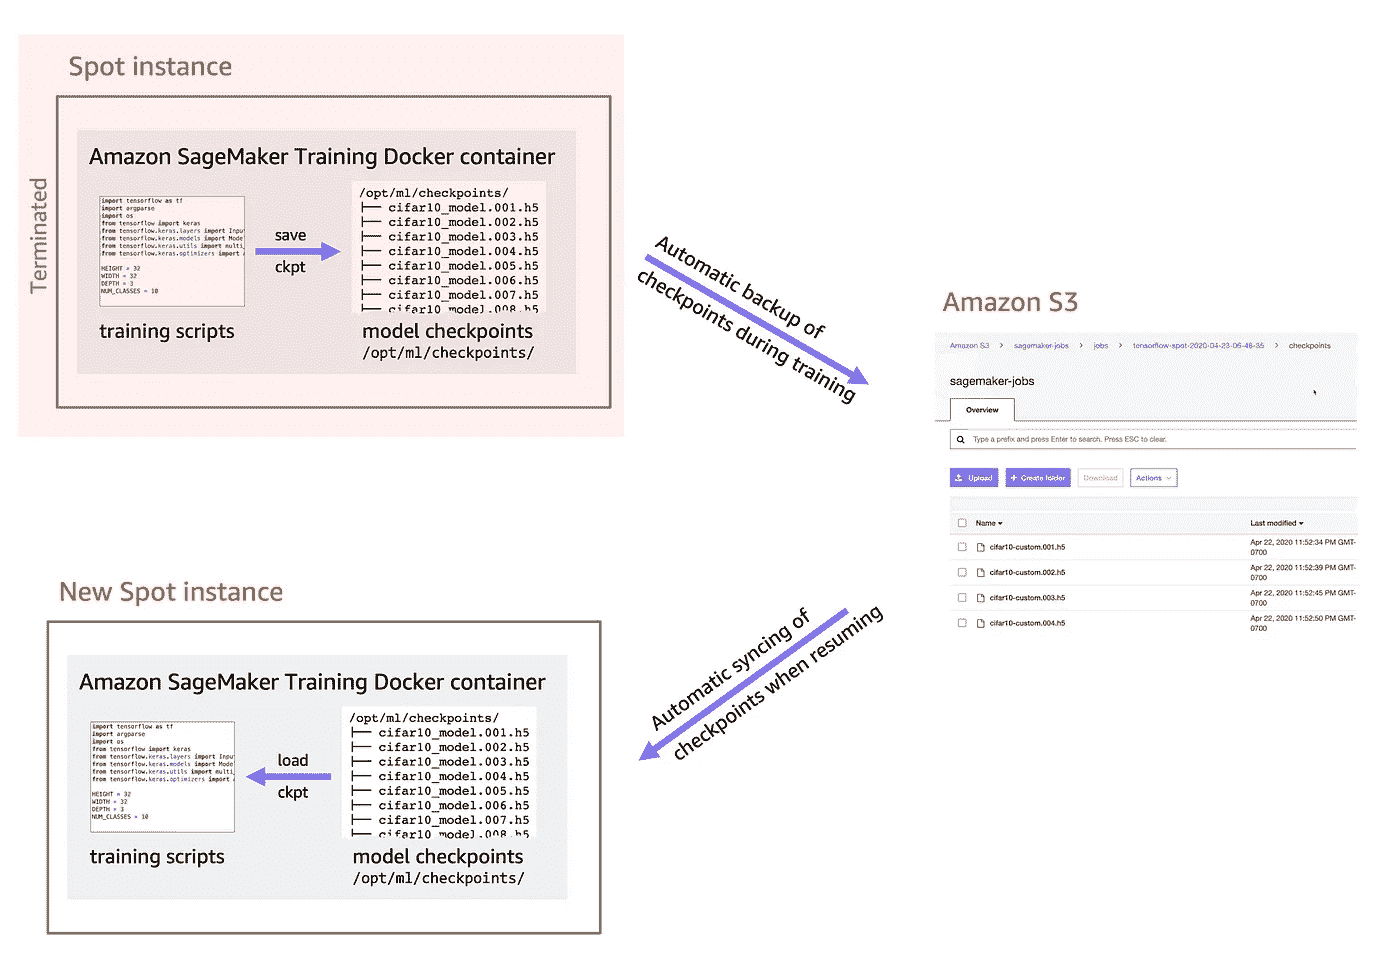 Spot instance
Terminated
Amazon SageMaker Training Docker container
import tensorflow as tf
import argparse
import os
from tensorflow import keras
from tensorflow.keras.layers import Inpu
from tensorflow.keras.models import Mode
from tensorflow.keras.utils import multi_
from tensorflow.keras.optimizers import
HEIGHT = 32
WIDTH = 32
DEPTH = 3
NUM_CLASSES = 10
training scripts
save
ckpt
/opt/ml/checkpoints/
├── cifar10_model.001.h5
├── cifar10_model.002.h5
├── cifar10_model.003.h5
├── cifar10_model.004.h5
├── cifar10_model.005.h5
├── cifar10_model.006.h5
├── cifar10_model.007.h5
├── cifar10_model.008.h5
model checkpoints
/opt/ml/checkpoints/
Automatic backup of
checkpoints during training
Amazon S3
Amazon S3 > sagemaker-jobs > jobs > tensorflow-spot-2020-04-23-06-46-35 > checkpoints
sagemaker-jobs
Overview
Type a prefix and press Enter to search. Press ESC to clear.
Upload + Create folder Download Actions
Name Last modified
cifar10-custom.001.h5 Apr 22, 2020 11:52:34 PM GMT-
0700
cifar10-custom.002.h5 Apr 22, 2020 11:52:39 PM GMT-
0700
cifar10-custom.003.h5 Apr 22, 2020 11:52:45 PM GMT-
0700
cifar10-custom.004.h5 Apr 22, 2020 11:52:50 PM GMT-
0700
Automatic syncing of
checkpoints when resuming
New Spot instance
Amazon SageMaker Training Docker container
import tensorflow as tf
import argparse
import os
from tensorflow import keras
from tensorflow.keras.layers import Inpu
from tensorflow.keras.models import Mode
from tensorflow.keras.utils import multi_
from tensorflow.keras.optimizers import
HEIGHT = 32
WIDTH = 32
DEPTH = 3
NUM_CLASSES = 10
training scripts
load
ckpt
/opt/ml/checkpoints/
├── cifar10_model.001.h5
├── cifar10_model.002.h5
├── cifar10_model.003.h5
├── cifar10_model.004.h5
├── cifar10_model.005.h5
├── cifar10_model.006.h5
├── cifar10_model.007.h5
├── cifar10_model.008.h5
model checkpoints
/opt/ml/checkpoints/